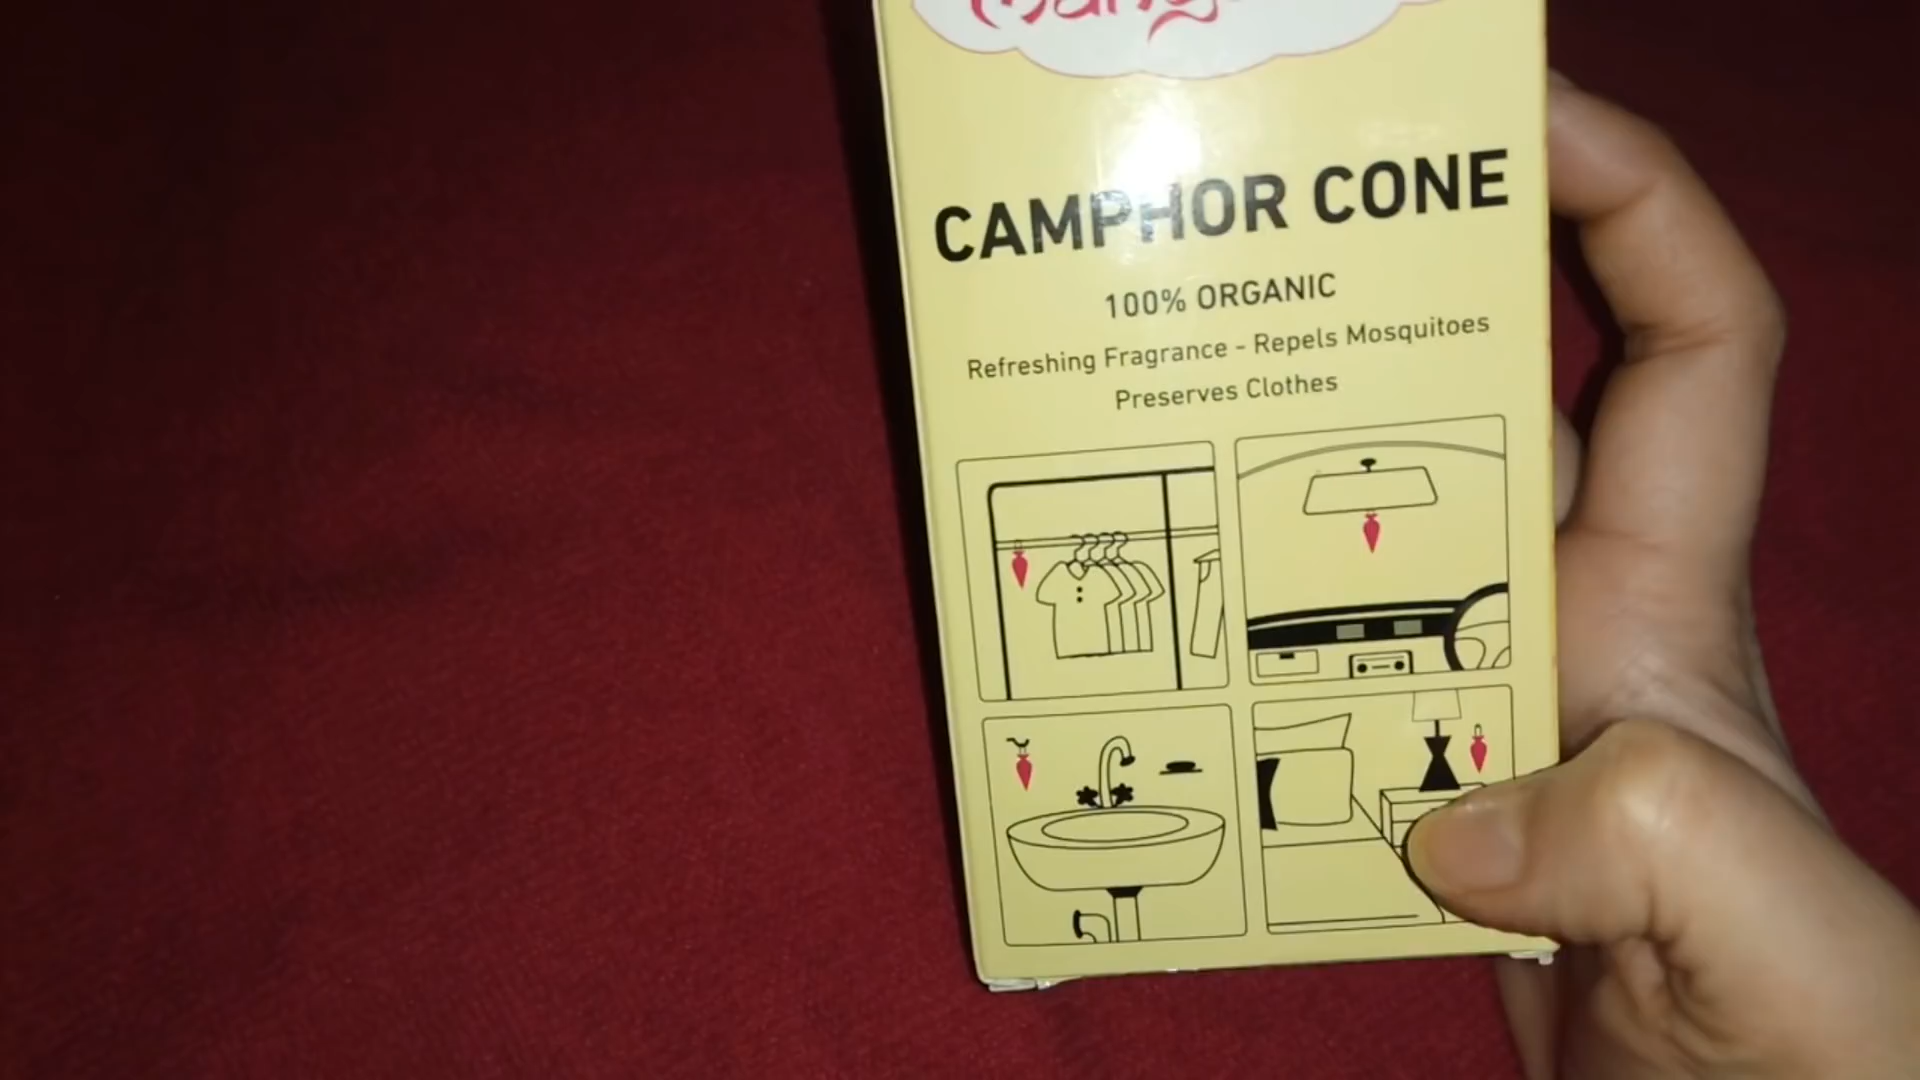 CAMPHOR CONE
100% ORGANIC
Refreshing Fragrance - Repels Mosquitoes
Preserves Clothes